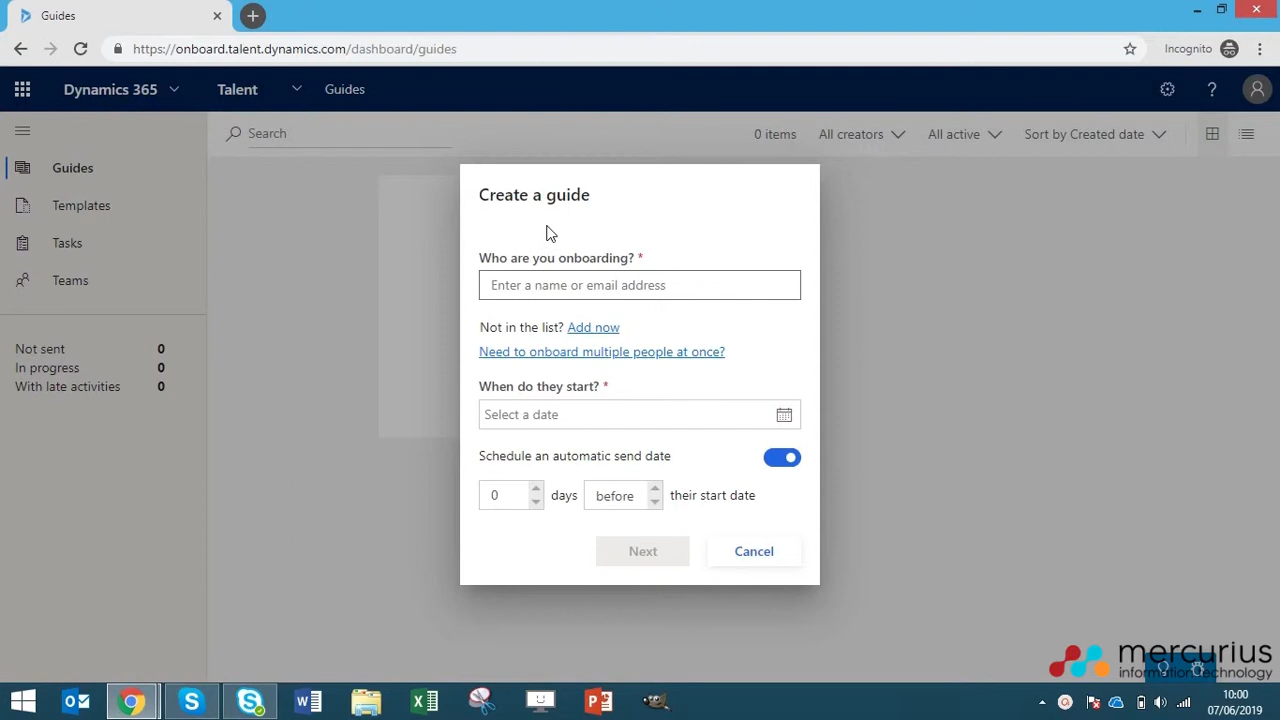 Guides
https://onboard.talent.dynamics.com/dashboard/guides
Incognito
Dynamics 365 Talent Guides
Search 0 items All creators All active Sort by Created date
Guides
Templates
Tasks
Teams
Not sent 0
In progress 0
With late activities 0
Create a guide
Who are you onboarding? *
Enter a name or email address
Not in the list? Add now
Need to onboard multiple people at once?
When do they start? *
Select a date
Schedule an automatic send date
0 days before their start date
Next Cancel
mercurius
information technology
10:00
07/06/2019